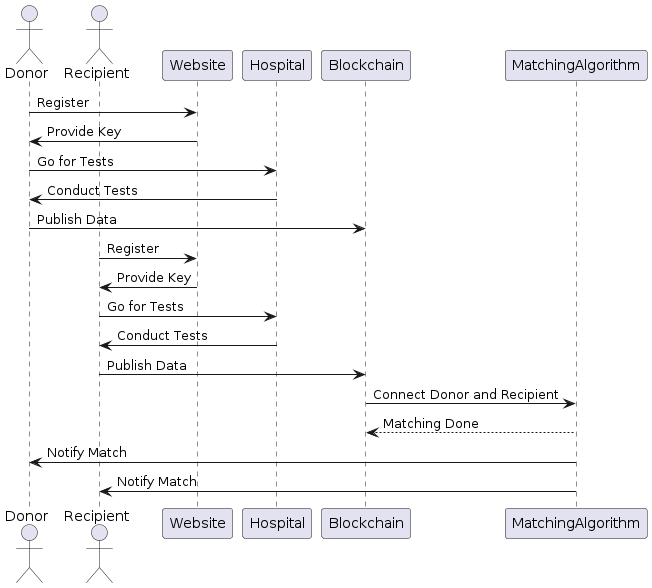 Donor Recipient Website Hospital Blockchain MatchingAlgorithm
Register
Provide Key
Go for Tests
Conduct Tests
Publish Data
Register
Provide Key
Go for Tests
Conduct Tests
Publish Data
Connect Donor and Recipient
Matching Done
Notify Match
Notify Match
Donor Recipient Website Hospital Blockchain MatchingAlgorithm